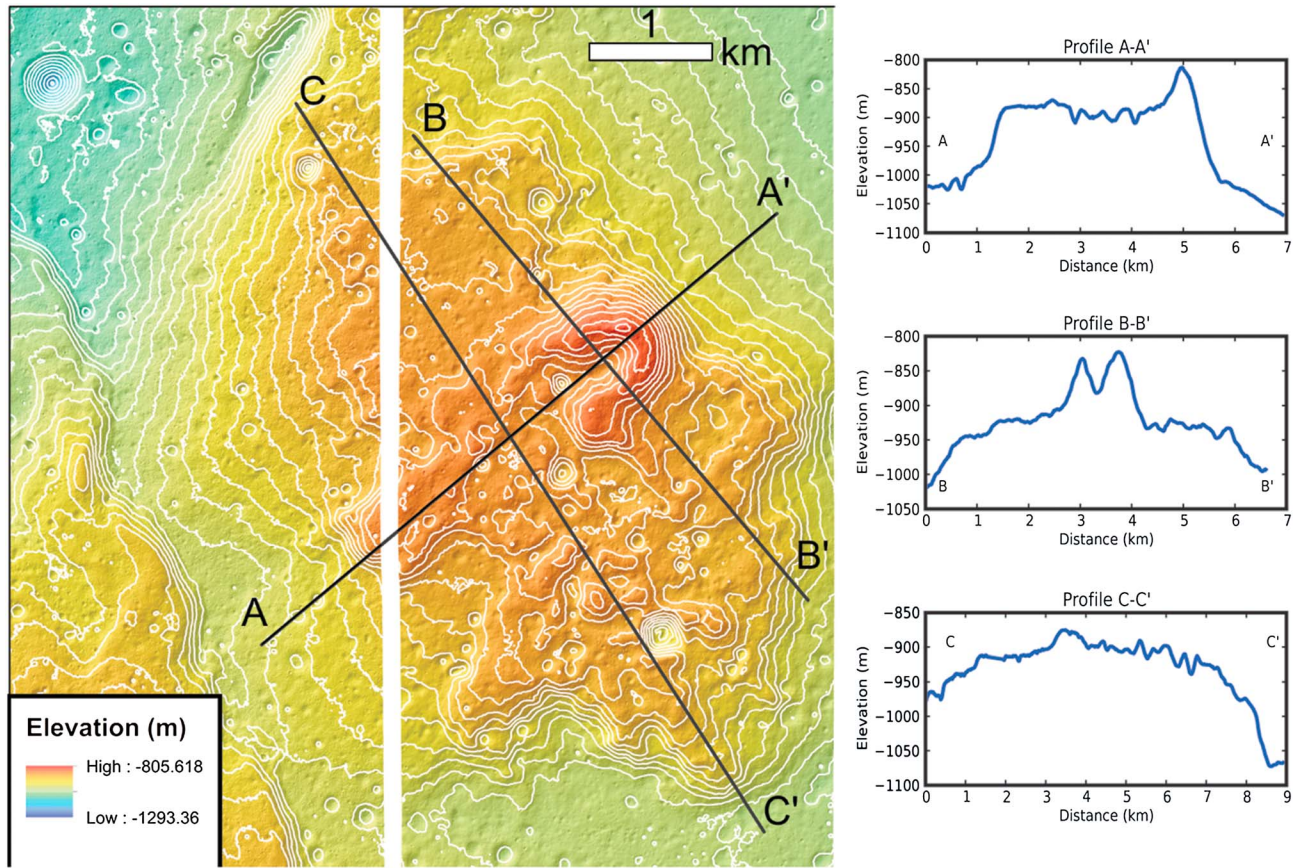 1
km
C
B
A'
A
B'
C'
Elevation (m)
High : -805.618
Low : -1293.36
Profile A-A'
Elevation (m)
−800
−850
−900
−950
−1000
−1050
−1100
A
A'
0 1 2 3 4 5 6 7
Distance (km)
Profile B-B'
Elevation (m)
−800
−850
−900
−950
−1000
−1050
B
B'
0 1 2 3 4 5 6 7
Distance (km)
Profile C-C'
Elevation (m)
−850
−900
−950
−1000
−1050
−1100
C
C'
0 1 2 3 4 5 6 7 8 9
Distance (km)